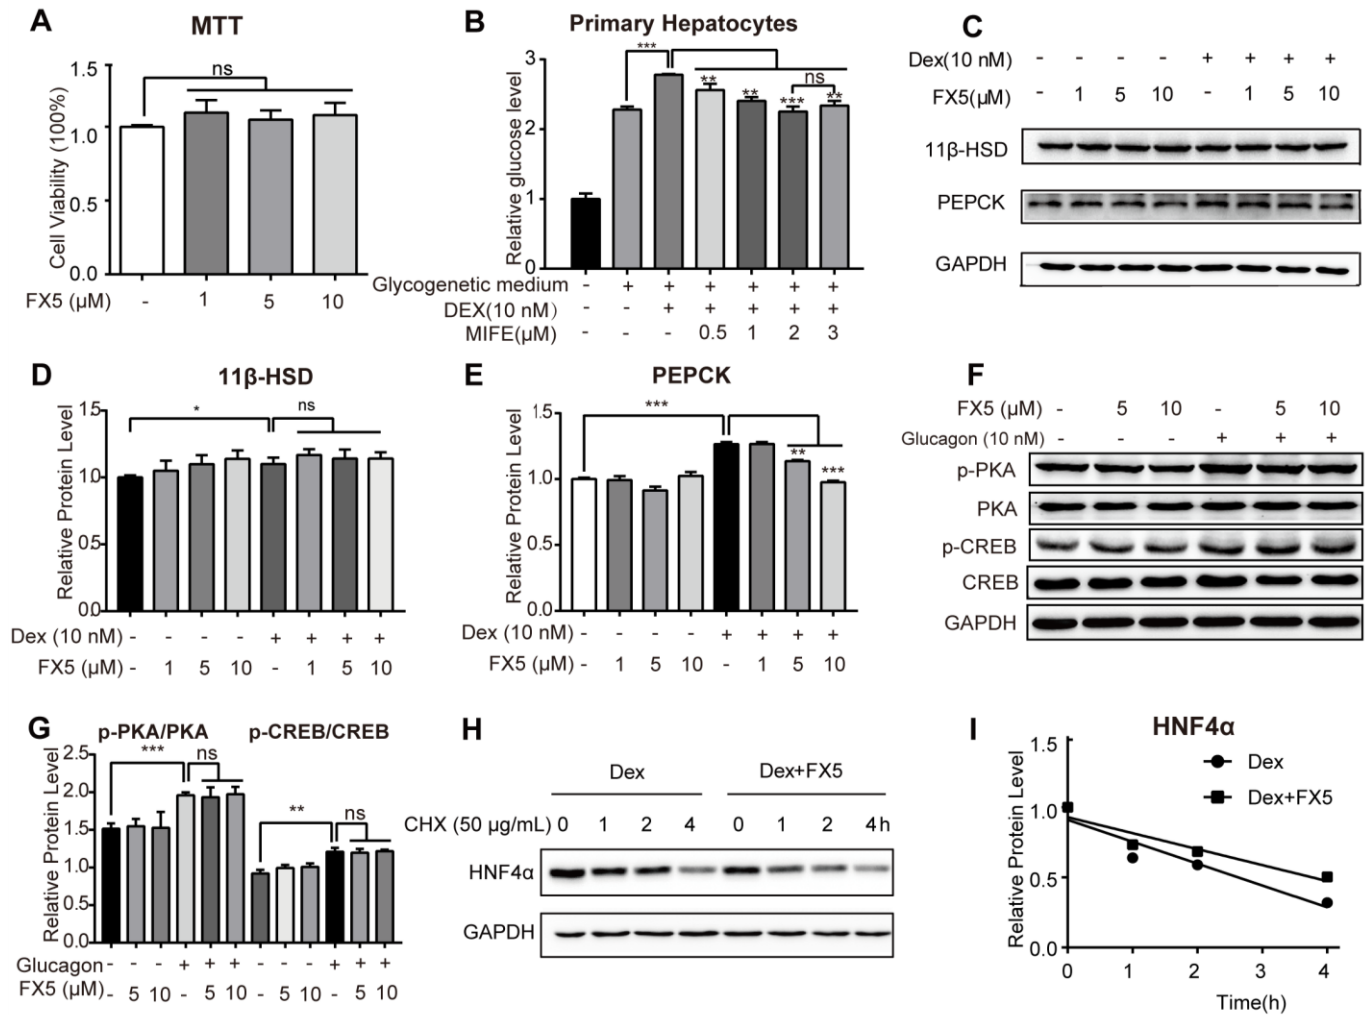 A
MTT
Cell Viability (100%)
1.5
1.0
0.5
0.0
ns
FX5 (μM) - 1 5 10
B
Primary Hepatocytes
Relative glucose level
3
2
1
0
*** ** ** *** ** ns
Glycogenetic medium - + + + + + +
DEX(10 nM) - - + + + + +
MIFE(μM) - - - 0.5 1 2 3
C
Dex(10 nM) - - - - + + + +
FX5(μM) - 1 5 10 - 1 5 10
11β-HSD
PEPCK
GAPDH
D
11β-HSD
Relative Protein Level
15
1.0
05
0.0
* ns
Dex (10 nM) - - - - + + + +
FX5 (μM) - 1 5 10 - 1 5 10
E
PEPCK
Relative Protein Level
1.5
1.0
0.5
0.0
*** ** ***
Dex (10 nM) - - - - + + + +
FX5 (μM) - 1 5 10 - 1 5 10
F
FX5 (μM) - 5 10 - 5 10
Glucagon (10 nM) - - - + + +
p-PKA
PKA
p-CREB
CREB
GAPDH
G
p-PKA/PKA p-CREB/CREB
Relative Protein Level
2.5
2.0
1.5
1.0
0.5
0.0
*** ns ** ns
Glucagon - - - + + + - - - + + +
FX5 (μM) - 5 10 - 5 10 - 5 10 - 5 10
H
Dex Dex+FX5
CHX (50 μg/mL) 0 1 2 4 0 1 2 4h
HNF4α
GAPDH
I
HNF4α
Relative Protein Level
1.5
1.0
0.5
0.0
Dex
Dex+FX5
0 1 2 3 4
Time(h)